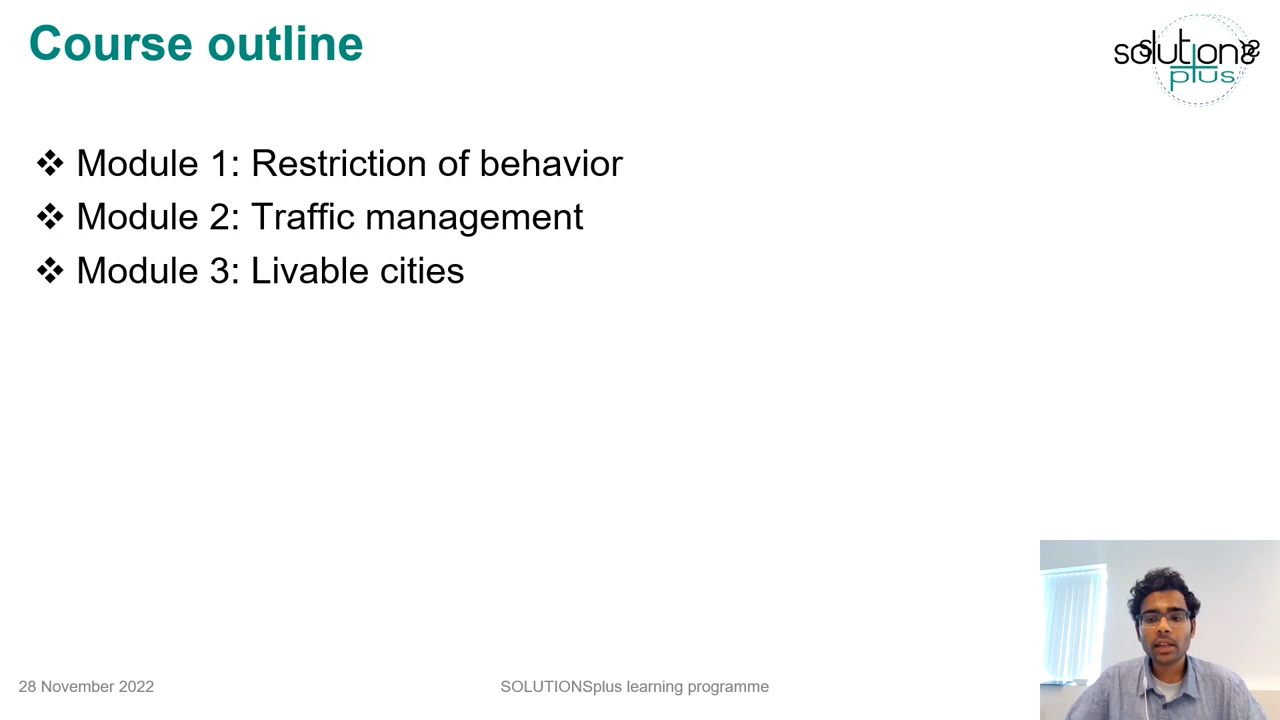 Course outline
solutions
plus
❖ Module 1: Restriction of behavior
❖ Module 2: Traffic management
❖ Module 3: Livable cities
28 November 2022
SOLUTIONSplus learning programme